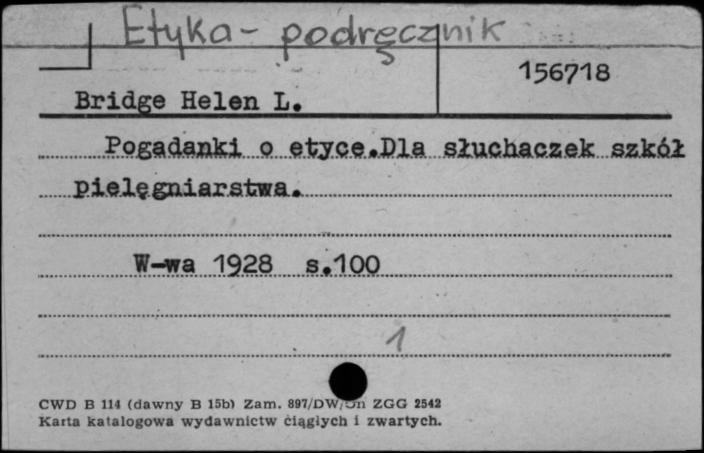 Etyka - podręcznik
156718
Bridge Helen L.
Pogadanki o etyce.Dla słuchaczek szkół
pielęgniarstwa.
W-wa 1928 s.100
1
CWD B 114 (dawny B 15b) Zam. 897/DW/ ZGG 2542
Karta katalogowa wydawnictw ciągłych i zwartych.